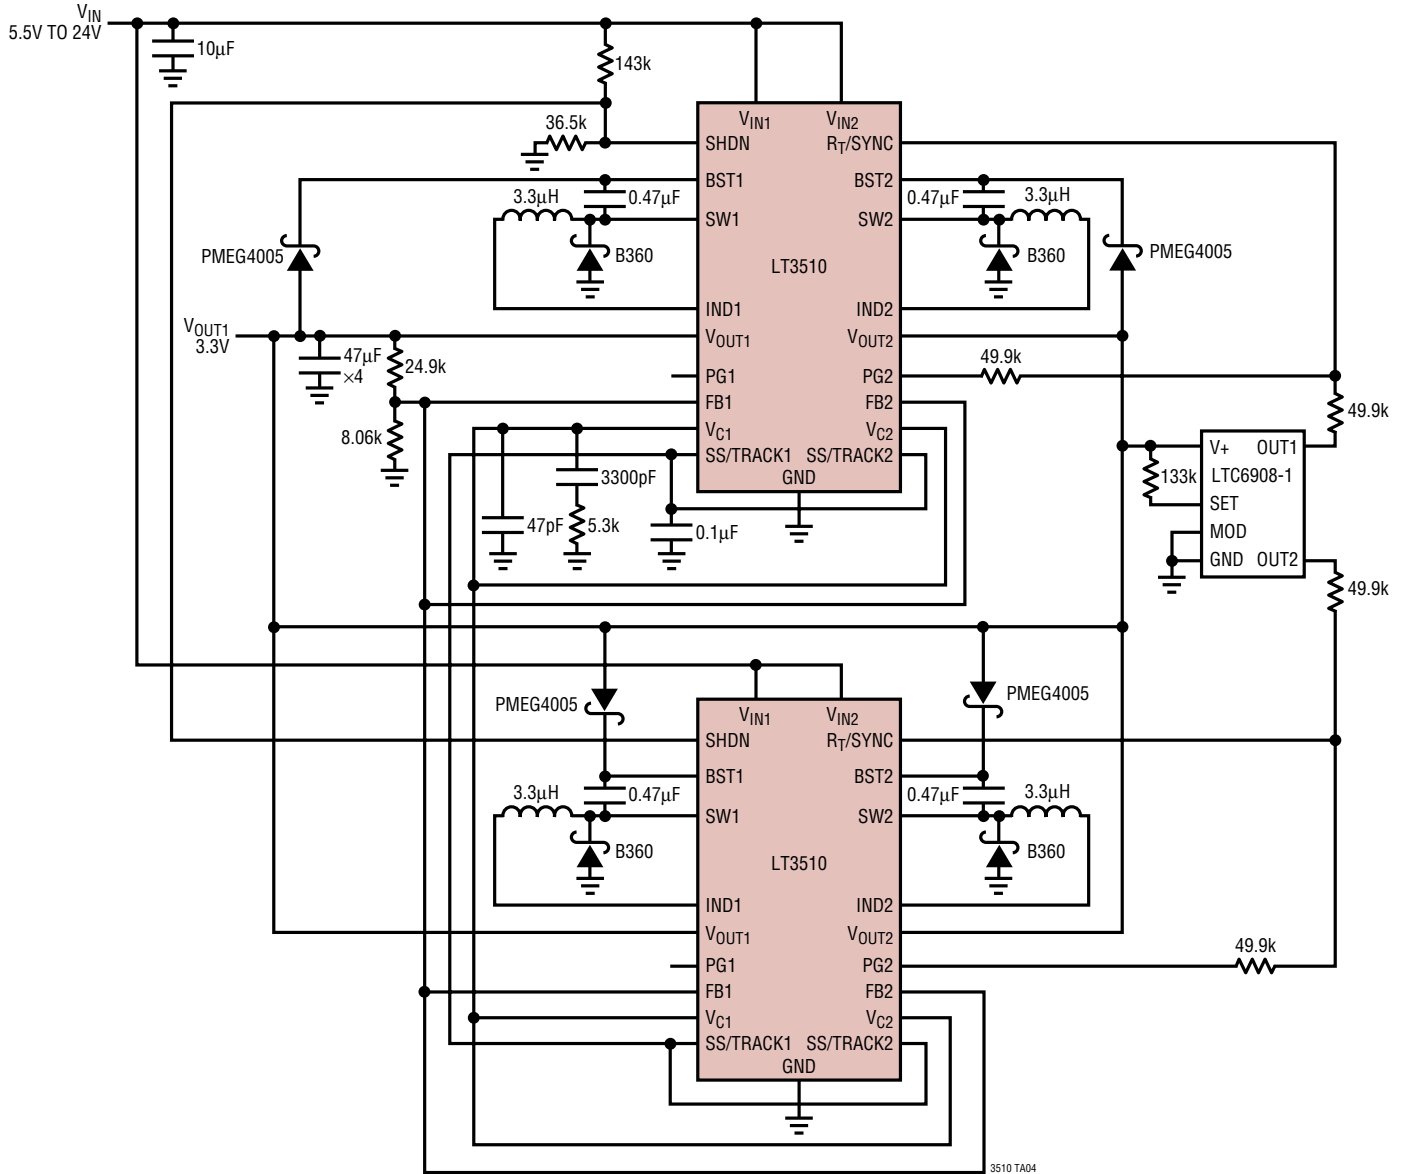 VIN
5.5V TO 24V
10µF
143k
36.5k
VIN1
VIN2
SHDN
RT/SYNC
BST1
BST2
3.3µH
0.47µF
0.47µF
3.3µH
SW1
SW2
PMEG4005
B360
LT3510
B360
PMEG4005
IND1
IND2
VOUT1
3.3V
VOUT1
VOUT2
47µF
×4
24.9k
PG1
PG2
49.9k
FB1
FB2
49.9k
8.06k
VC1
VC2
SS/TRACK1
SS/TRACK2
GND
V+
OUT1
133k
LTC6908-1
SET
MOD
GND
OUT2
3300pF
47pF
5.3k
0.1µF
49.9k
PMEG4005
PMEG4005
VIN1
VIN2
SHDN
RT/SYNC
BST1
BST2
3.3µH
0.47µF
0.47µF
3.3µH
SW1
SW2
B360
LT3510
B360
IND1
IND2
VOUT1
VOUT2
49.9k
PG1
PG2
FB1
FB2
VC1
VC2
SS/TRACK1
SS/TRACK2
GND
3510 TA04